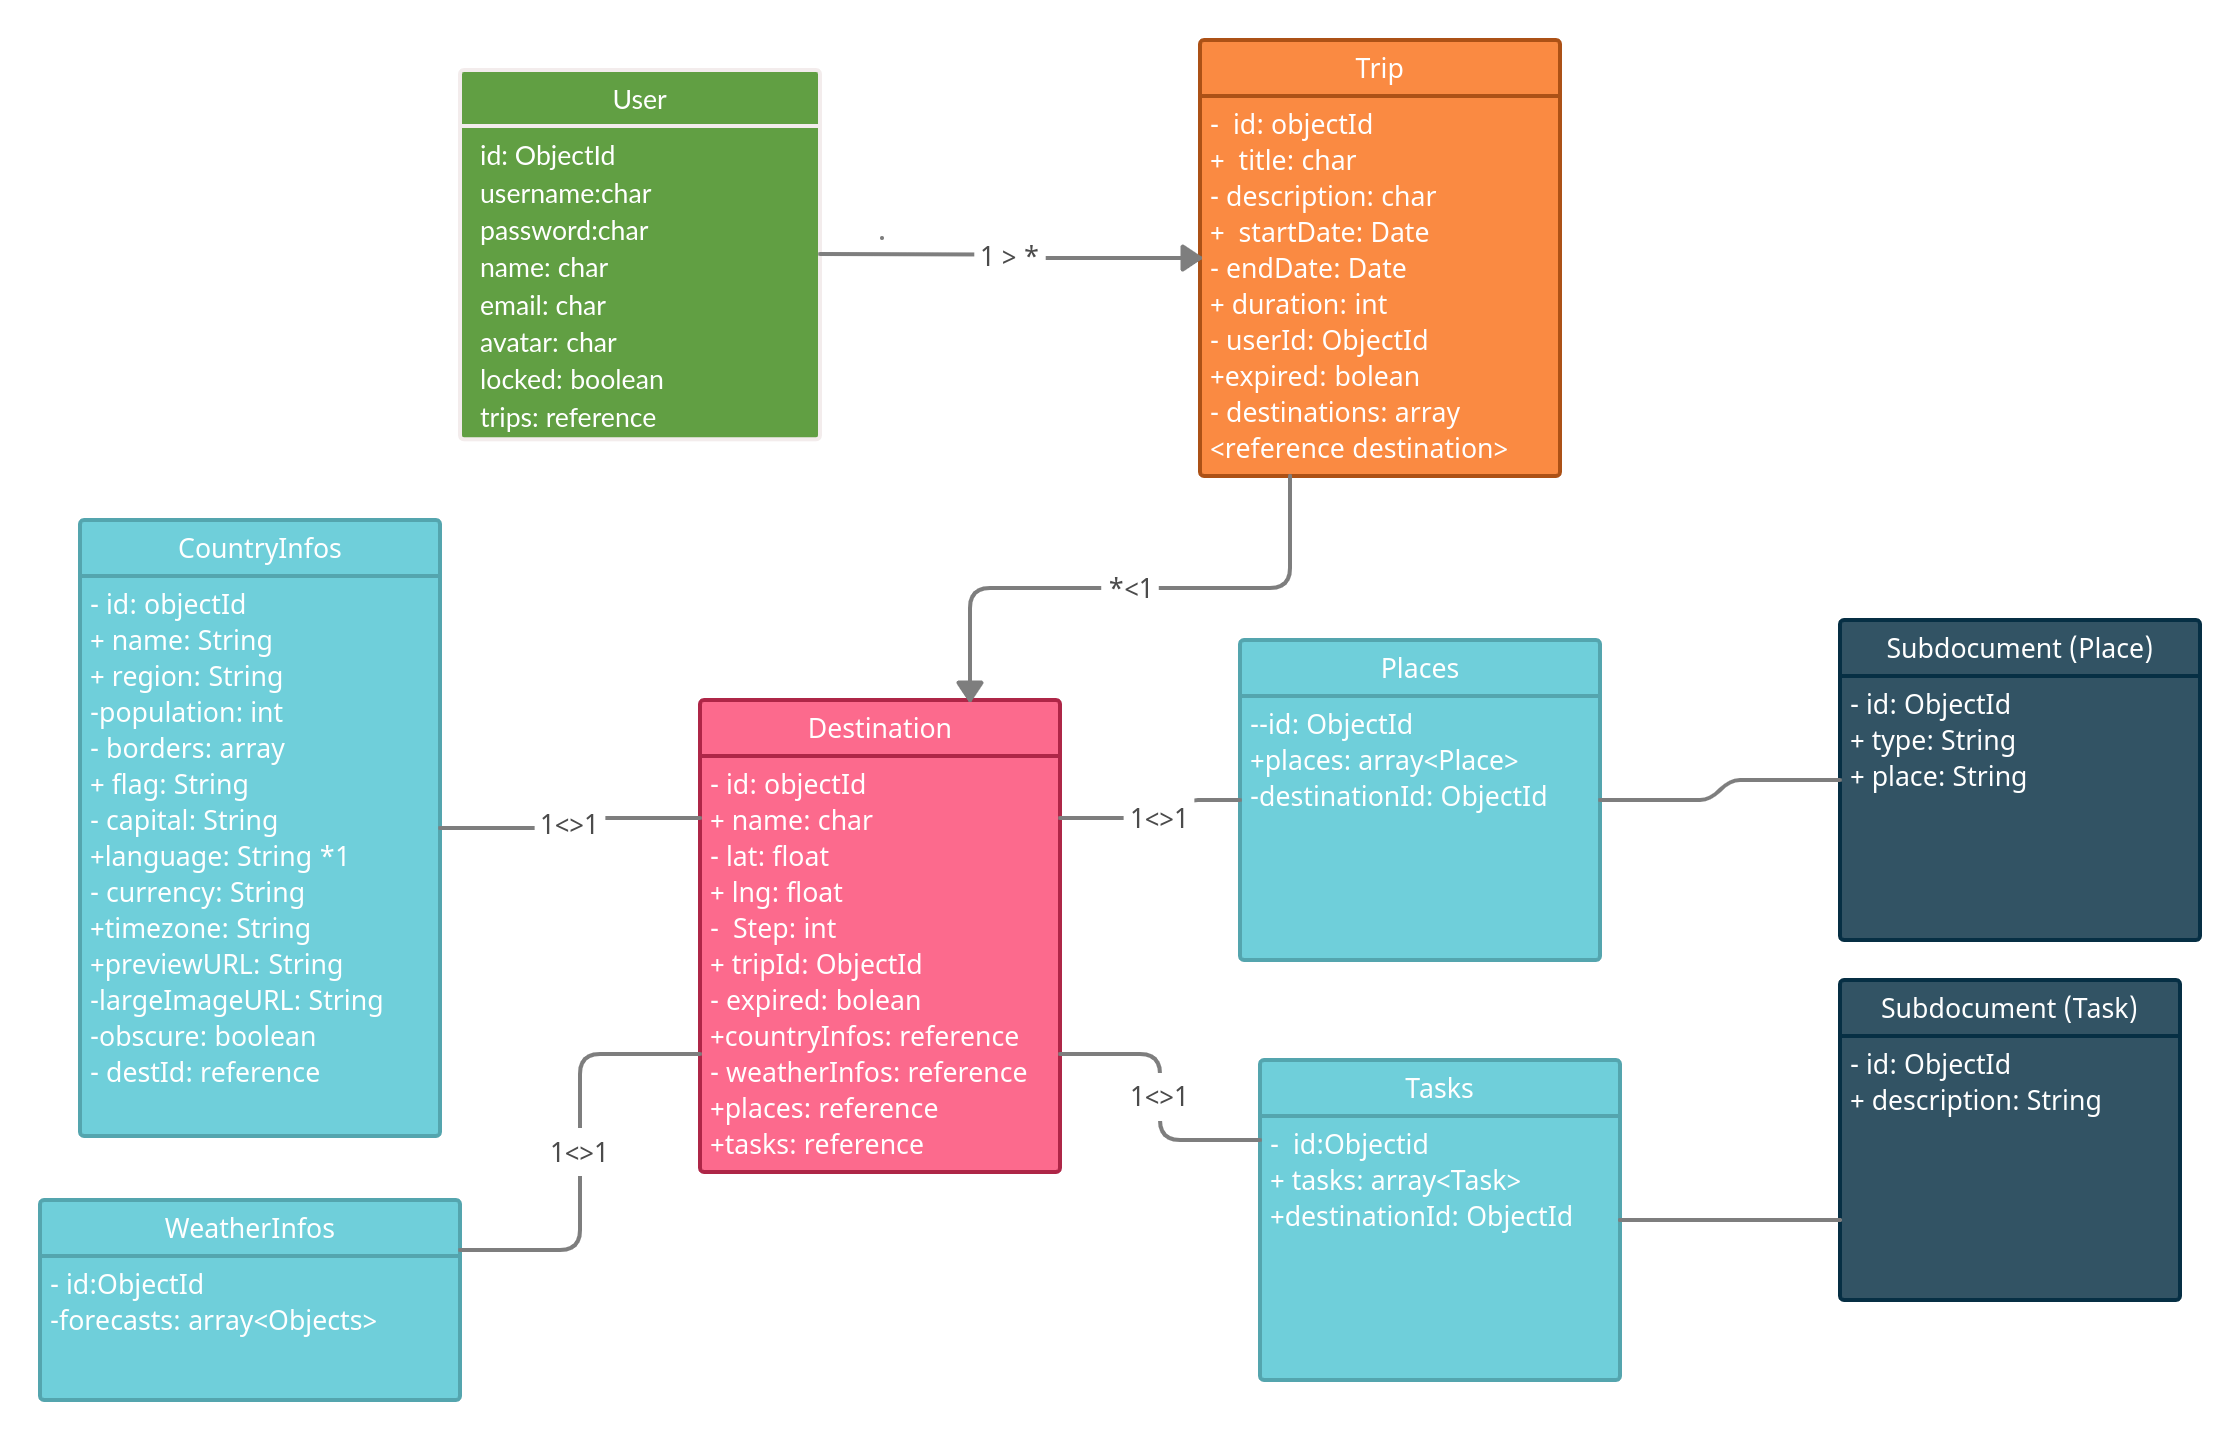 User
id: ObjectId
username:char
password:char
name: char
email: char
avatar: char
locked: boolean
trips: reference
1 > *
Trip
-  id: objectId
+  title: char
- description: char
+  startDate: Date
- endDate: Date
+ duration: int
- userId: ObjectId
+expired: bolean
- destinations: array
<reference destination>
*<1
CountryInfos
- id: objectId
+ name: String
+ region: String
-population: int
- borders: array
+ flag: String
- capital: String
+language: String *1
- currency: String
+timezone: String
+previewURL: String
-largeImageURL: String
-obscure: boolean
- destId: reference
1<>1
Destination
- id: objectId
+ name: char
- lat: float
+ lng: float
-  Step: int
+ tripId: ObjectId
- expired: bolean
+countryInfos: reference
- weatherInfos: reference
+places: reference
+tasks: reference
1<>1
Places
--id: ObjectId
+places: array<Place>
-destinationId: ObjectId
Subdocument (Place)
- id: ObjectId
+ type: String
+ place: String
1<>1
WeatherInfos
- id:ObjectId
-forecasts: array<Objects>
1<>1
Tasks
-  id:Objectid
+ tasks: array<Task>
+destinationId: ObjectId
Subdocument (Task)
- id: ObjectId
+ description: String